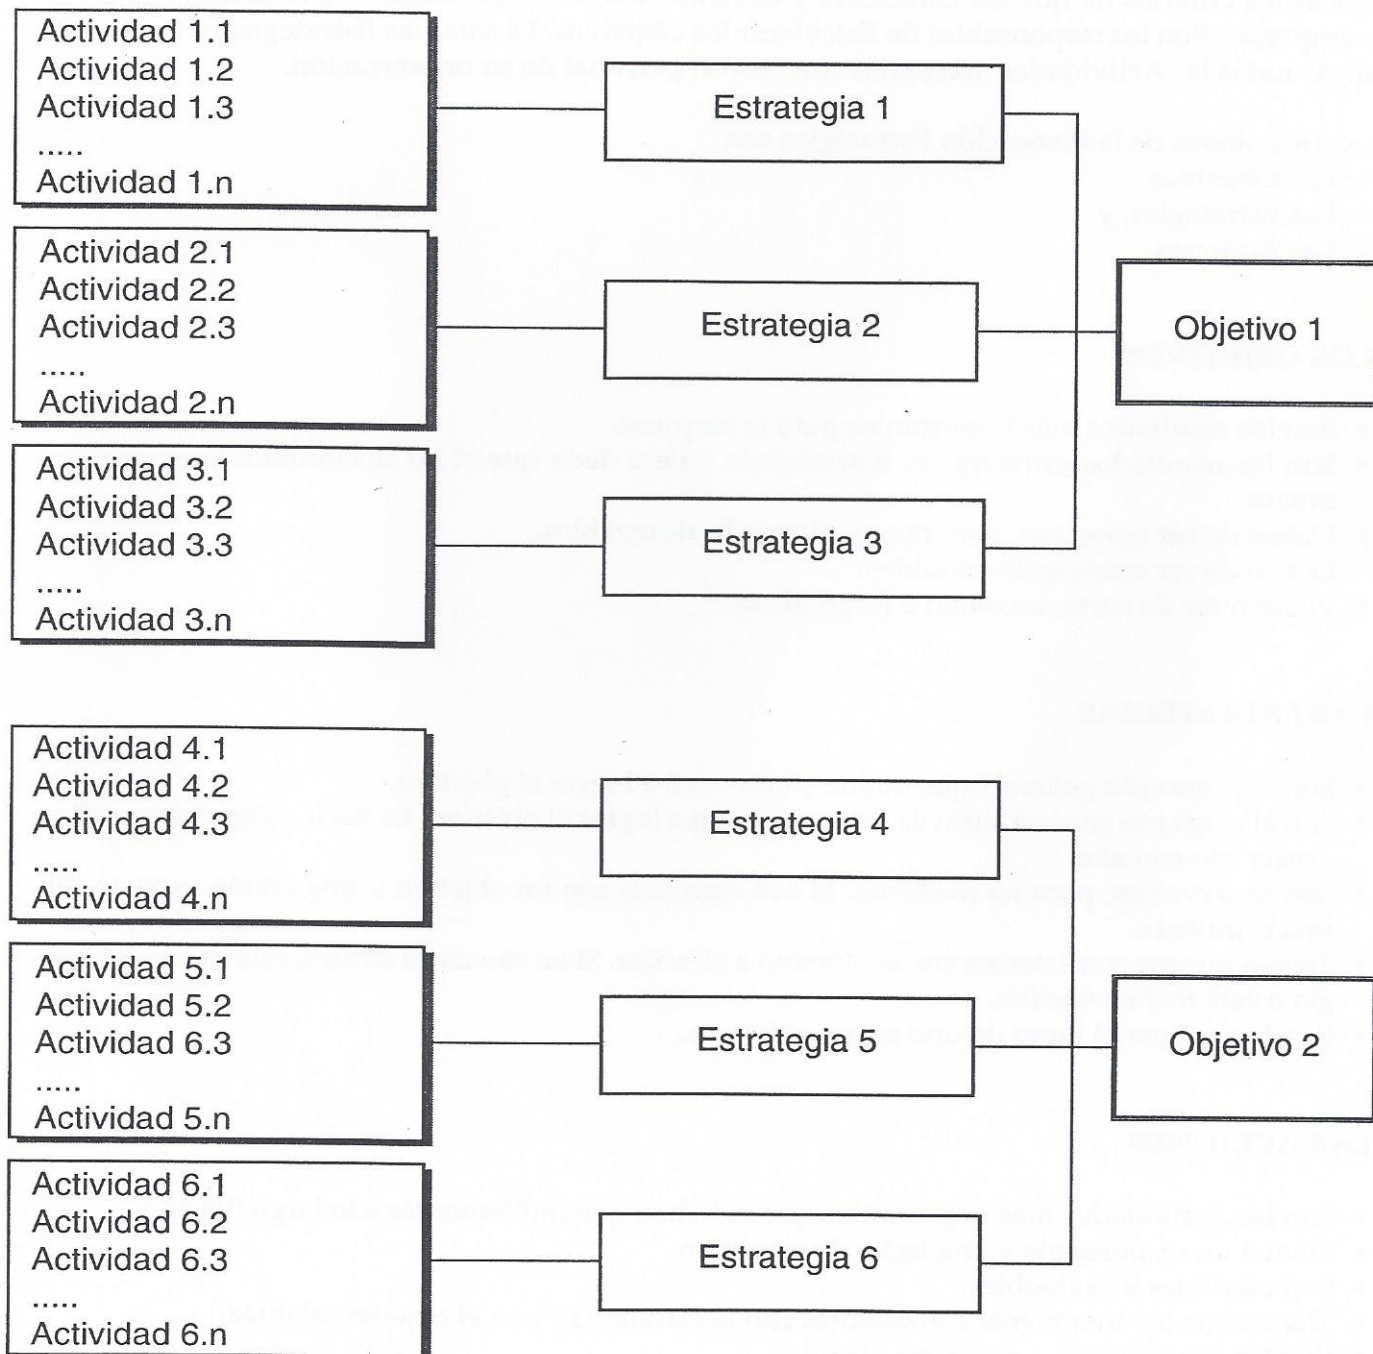 Actividad 1.1
Actividad 1.2
Actividad 1.3
.....
Actividad 1.n
Estrategia 1
Actividad 2.1
Actividad 2.2
Actividad 2.3
.....
Actividad 2.n
Estrategia 2
Objetivo 1
Actividad 3.1
Actividad 3.2
Actividad 3.3
.....
Actividad 3.n
Estrategia 3
Actividad 4.1
Actividad 4.2
Actividad 4.3
.....
Actividad 4.n
Estrategia 4
Actividad 5.1
Actividad 5.2
Actividad 6.3
.....
Actividad 5.n
Estrategia 5
Objetivo 2
Actividad 6.1
Actividad 6.2
Actividad 6.3
.....
Actividad 6.n
Estrategia 6